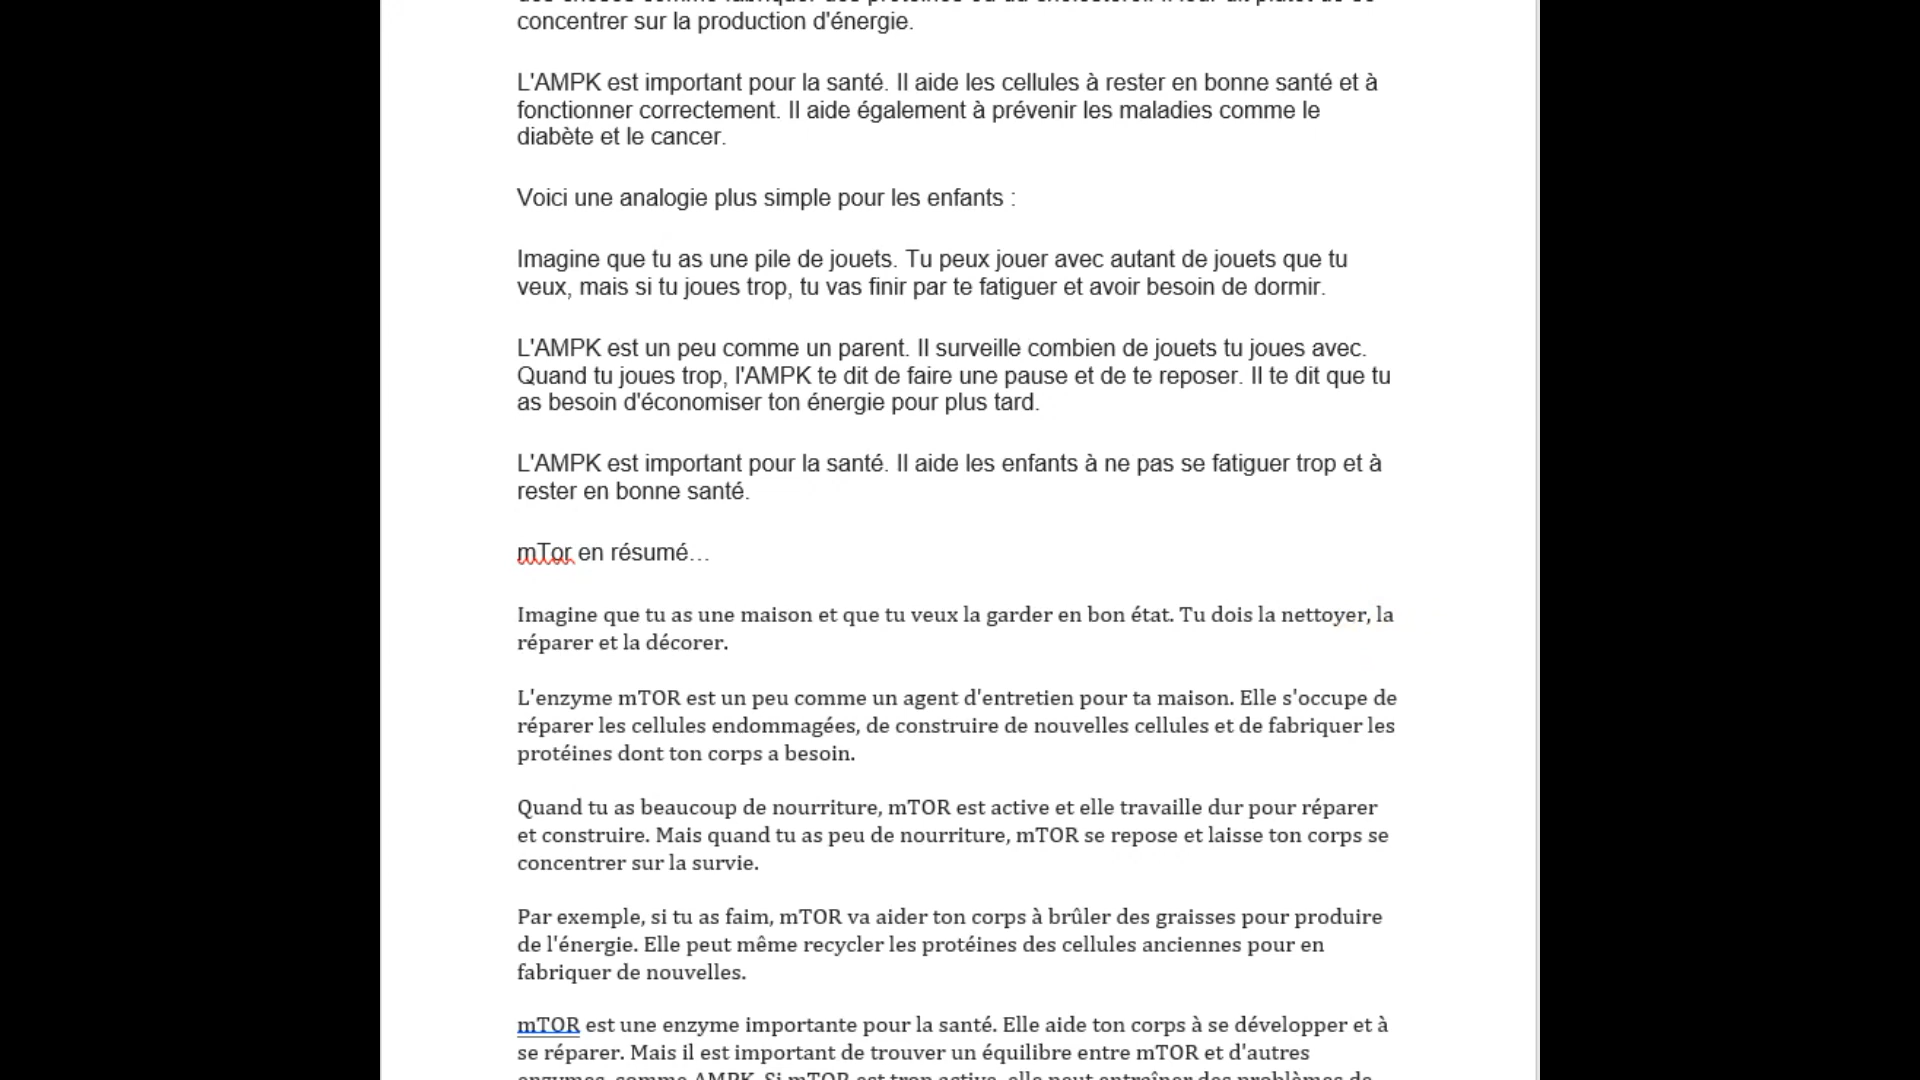 concentrer sur la production d'énergie.
L'AMPK est important pour la santé. Il aide les cellules à rester en bonne santé et à
fonctionner correctement. Il aide également à prévenir les maladies comme le
diabète et le cancer.
Voici une analogie plus simple pour les enfants :
Imagine que tu as une pile de jouets. Tu peux jouer avec autant de jouets que tu
veux, mais si tu joues trop, tu vas finir par te fatiguer et avoir besoin de dormir.
L'AMPK est un peu comme un parent. Il surveille combien de jouets tu joues avec.
Quand tu joues trop, l'AMPK te dit de faire une pause et de te reposer. Il te dit que tu
as besoin d'économiser ton énergie pour plus tard.
L'AMPK est important pour la santé. Il aide les enfants à ne pas se fatiguer trop et à
rester en bonne santé.
mTor en résumé…
Imagine que tu as une maison et que tu veux la garder en bon état. Tu dois la nettoyer, la
réparer et la décorer.
L'enzyme mTOR est un peu comme un agent d'entretien pour ta maison. Elle s'occupe de
réparer les cellules endommagées, de construire de nouvelles cellules et de fabriquer les
protéines dont ton corps a besoin.
Quand tu as beaucoup de nourriture, mTOR est active et elle travaille dur pour réparer
et construire. Mais quand tu as peu de nourriture, mTOR se repose et laisse ton corps se
concentrer sur la survie.
Par exemple, si tu as faim, mTOR va aider ton corps à brûler des graisses pour produire
de l'énergie. Elle peut même recycler les protéines des cellules anciennes pour en
fabriquer de nouvelles.
mTOR est une enzyme importante pour la santé. Elle aide ton corps à se développer et à
se réparer. Mais il est important de trouver un équilibre entre mTOR et d'autres
enzymes, comme AMPK. Si mTOR est trop active, elle peut entraîner des problèmes de